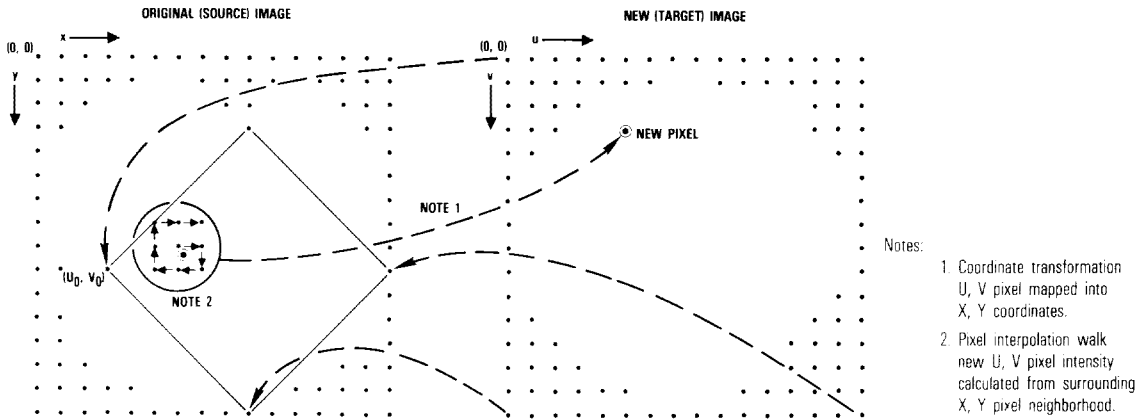 ORIGINAL (SOURCE) IMAGE
NEW (TARGET) IMAGE
x
(0, 0)
y
u
(0, 0)
v
NEW PIXEL
NOTE 1
(U0, V0)
NOTE 2
Notes:
1. Coordinate transformation
U, V pixel mapped into
X, Y coordinates.
2. Pixel interpolation walk
new U, V pixel intensity
calculated from surrounding
X, Y pixel neighborhood.